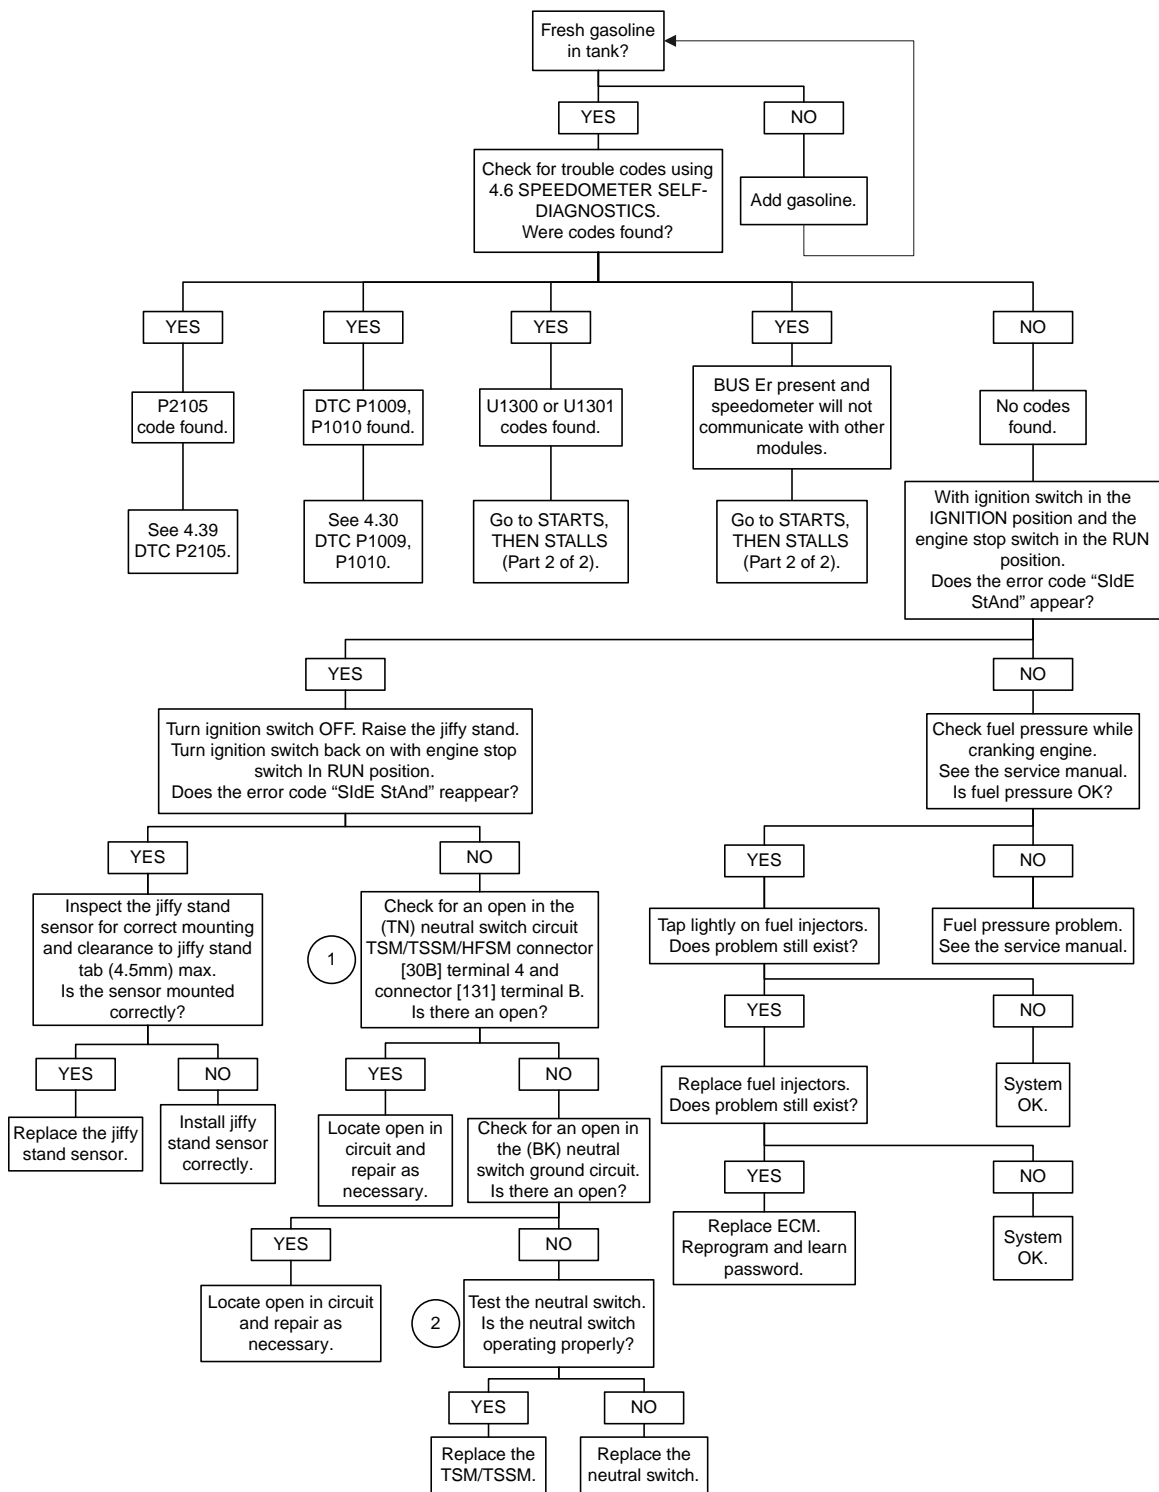 Fresh gasoline
in tank?
YES
NO
Check for trouble codes using
4.6 SPEEDOMETER SELF-
DIAGNOSTICS.
Were codes found?
Add gasoline.
YES
YES
YES
YES
NO
P2105
code found.
DTC P1009,
P1010 found.
U1300 or U1301
codes found.
BUS Er present and
speedometer will not
communicate with other
modules.
No codes
found.
See 4.39
DTC P2105.
See 4.30
DTC P1009,
P1010.
Go to STARTS,
THEN STALLS
(Part 2 of 2).
Go to STARTS,
THEN STALLS
(Part 2 of 2).
With ignition switch in the
IGNITION position and the
engine stop switch in the RUN
position.
Does the error code “SIdE
StAnd” appear?
YES
NO
Turn ignition switch OFF. Raise the jiffy stand.
Turn ignition switch back on with engine stop
switch In RUN position.
Does the error code “SIdE StAnd” reappear?
Check fuel pressure while
cranking engine.
See the service manual.
Is fuel pressure OK?
YES
NO
YES
NO
Inspect the jiffy stand
sensor for correct mounting
and clearance to jiffy stand
tab (4.5mm) max.
Is the sensor mounted
correctly?
1
Check for an open in the
(TN) neutral switch circuit
TSM/TSSM/HFSM connector
[30B] terminal 4 and
connector [131] terminal B.
Is there an open?
Tap lightly on fuel injectors.
Does problem still exist?
Fuel pressure problem.
See the service manual.
YES
NO
YES
NO
YES
NO
Replace the jiffy
stand sensor.
Install jiffy
stand sensor
correctly.
Locate open in
circuit and
repair as
necessary.
Check for an open in
the (BK) neutral
switch ground circuit.
Is there an open?
Replace fuel injectors.
Does problem still exist?
System
OK.
YES
NO
YES
NO
Locate open in circuit
and repair as
necessary.
2
Test the neutral switch.
Is the neutral switch
operating properly?
Replace ECM.
Reprogram and learn
password.
System
OK.
YES
NO
Replace the
TSM/TSSM.
Replace the
neutral switch.